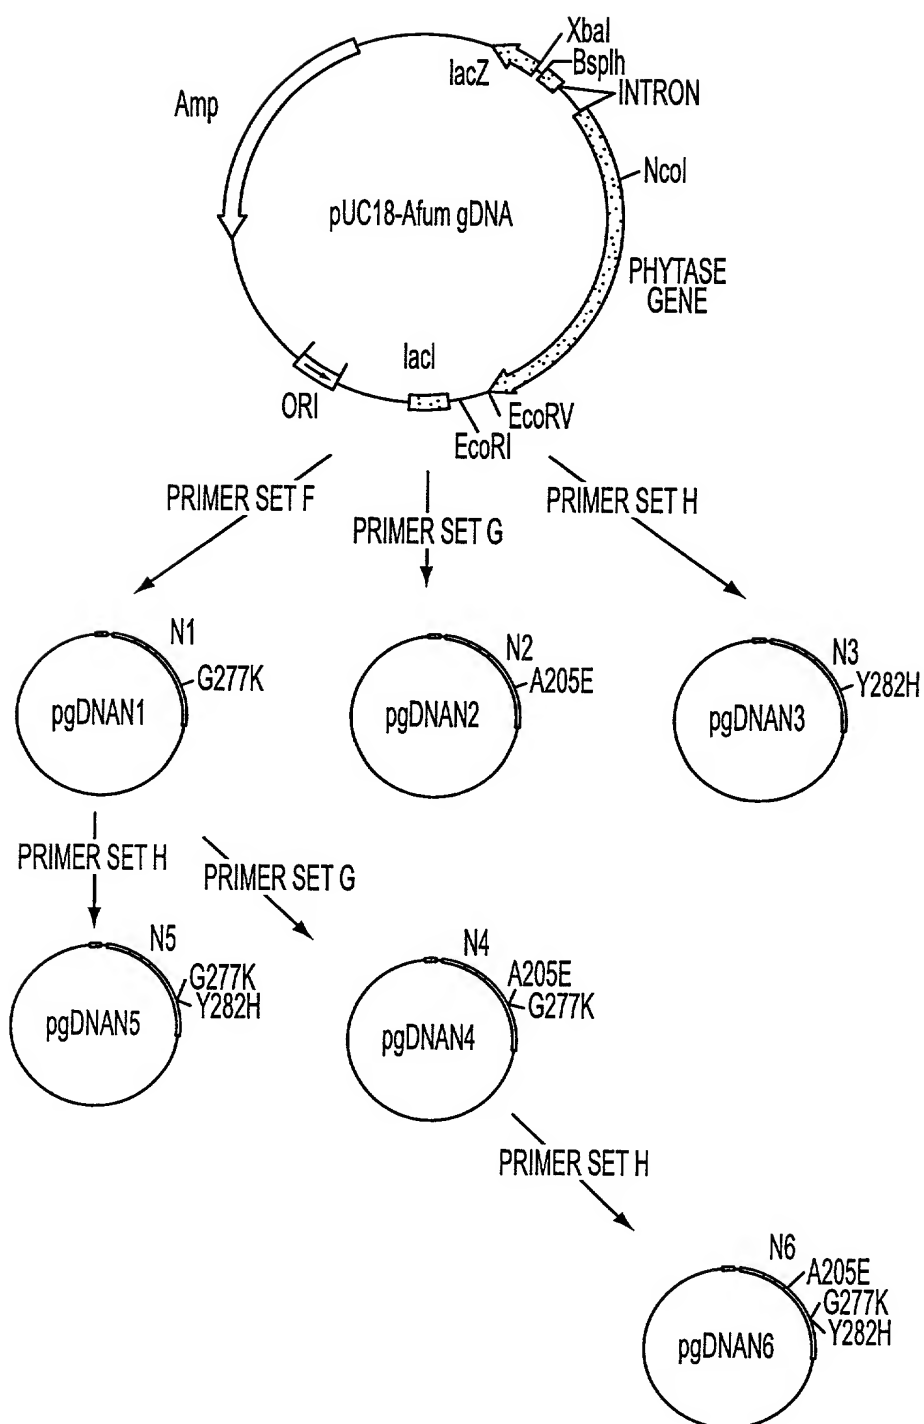 XbaI
BspIh
lacZ
INTRON
Amp
NcoI
pUC18-Afum gDNA
PHYTASE
GENE
lacI
ORI
EcoRV
EcoRI
PRIMER SET F
PRIMER SET G
PRIMER SET H
N1
G277K
pgDNAN1
N2
A205E
pgDNAN2
N3
Y282H
pgDNAN3
PRIMER SET H
PRIMER SET G
N5
G277K
Y282H
pgDNAN5
N4
A205E
G277K
pgDNAN4
PRIMER SET H
N6
A205E
G277K
Y282H
pgDNAN6